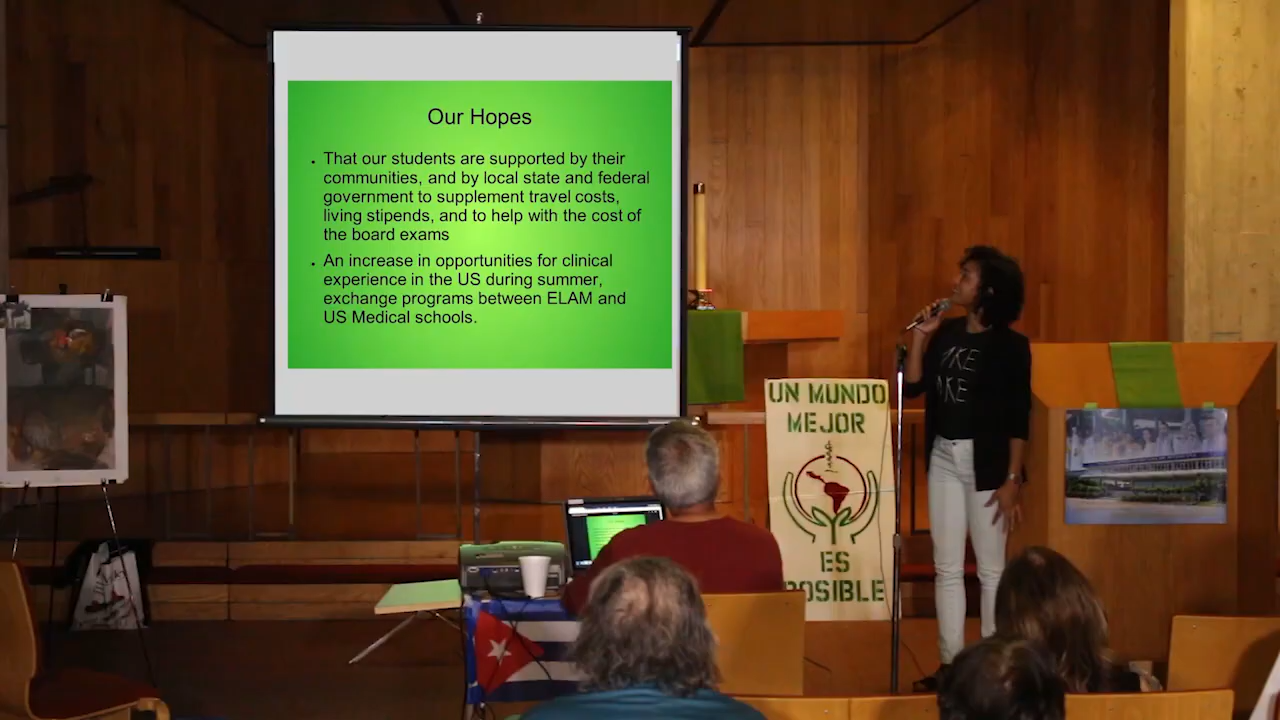 Our Hopes
• That our students are supported by their
communities, and by local state and federal
government to supplement travel costs,
living stipends, and to help with the cost of
the board exams
• An increase in opportunities for clinical
experience in the US during summer,
exchange programs between ELAM and
US Medical schools.
UN MUNDO
MEJOR
ES
POSIBLE